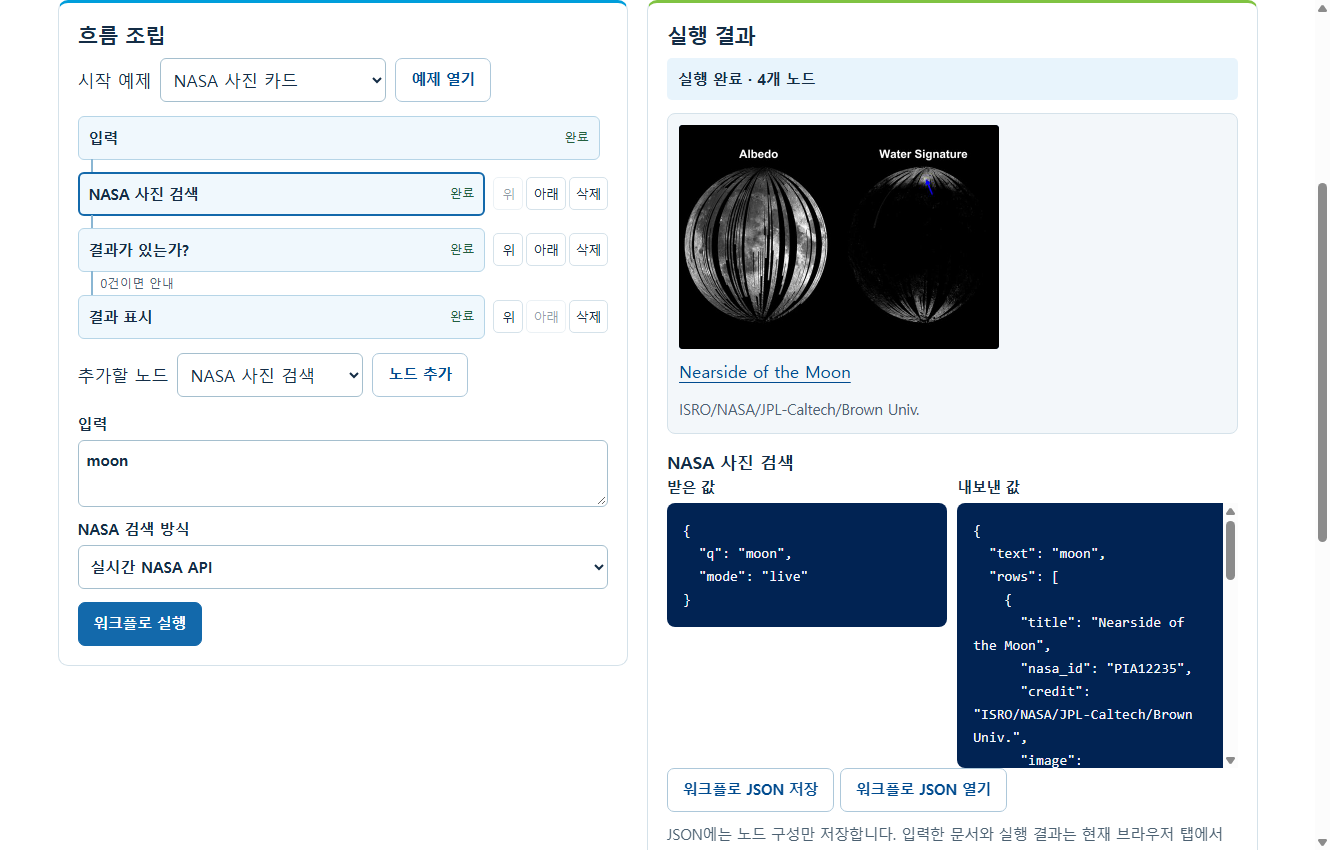 흐름 조립
시작 예제 NASA 사진 카드 예제 열기
입력 완료
NASA 사진 검색 완료 위 아래 삭제
결과가 있는가? 완료 위 아래 삭제
0건이면 안내
결과 표시 완료 위 아래 삭제
추가할 노드 NASA 사진 검색 노드 추가
입력
moon
NASA 검색 방식
실시간 NASA API
워크플로 실행
실행 결과
실행 완료 · 4개 노드
Albedo Water Signature
Nearside of the Moon
ISRO/NASA/JPL-Caltech/Brown Univ.
NASA 사진 검색
받은 값
{
"q": "moon",
"mode": "live"
}
내보낸 값
{
"text": "moon",
"rows": [
{
"title": "Nearside of
the Moon",
"nasa_id": "PIA12235",
"credit":
"ISRO/NASA/JPL-Caltech/Brown
Univ.",
"image":
워크플로 JSON 저장 워크플로 JSON 열기
JSON에는 노드 구성만 저장합니다. 입력한 문서와 실행 결과는 현재 브라우저 탭에서